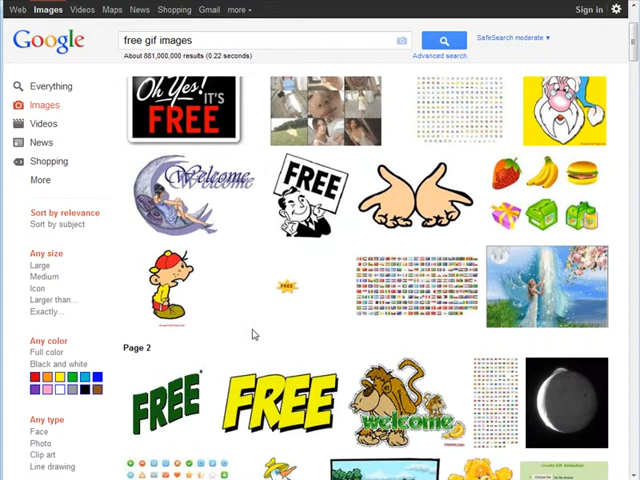 Web Images Videos Maps News Shopping Gmail more Sign in
Google
free gif images
SafeSearch moderate
About 881,000,000 results (0.22 seconds)
Advanced search
Everything
Images
Videos
News
Shopping
More
Sort by relevance
Sort by subject
Any size
Large
Medium
Icon
Larger than...
Exactly...
Any color
Full color
Black and white
Any type
Face
Photo
Clip art
Line drawing
Oh Yes!
IT'S
FREE
Welcome
FREE
FREE
Page 2
FREE
FREE
welcome